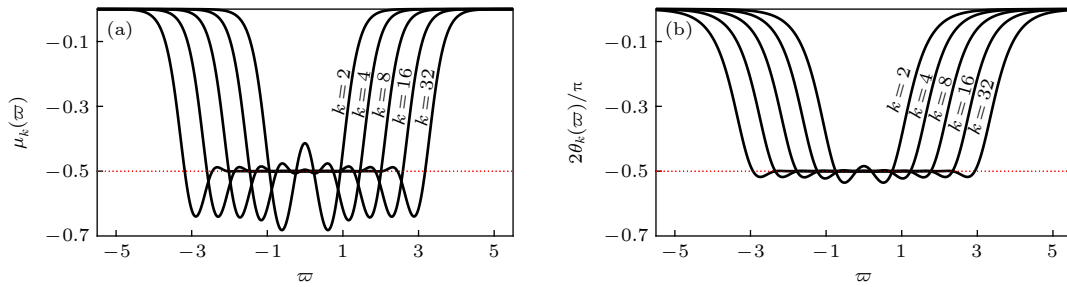 (a)
−0.1
−0.3
−0.5
−0.7
μₖ(ϖ)
k = 2
k = 4
k = 8
k = 16
k = 32
−5
−3
−1
1
3
5
ϖ
(b)
−0.1
−0.3
−0.5
−0.7
2θₖ(ϖ)/π
k = 2
k = 4
k = 8
k = 16
k = 32
−5
−3
−1
1
3
5
ϖ